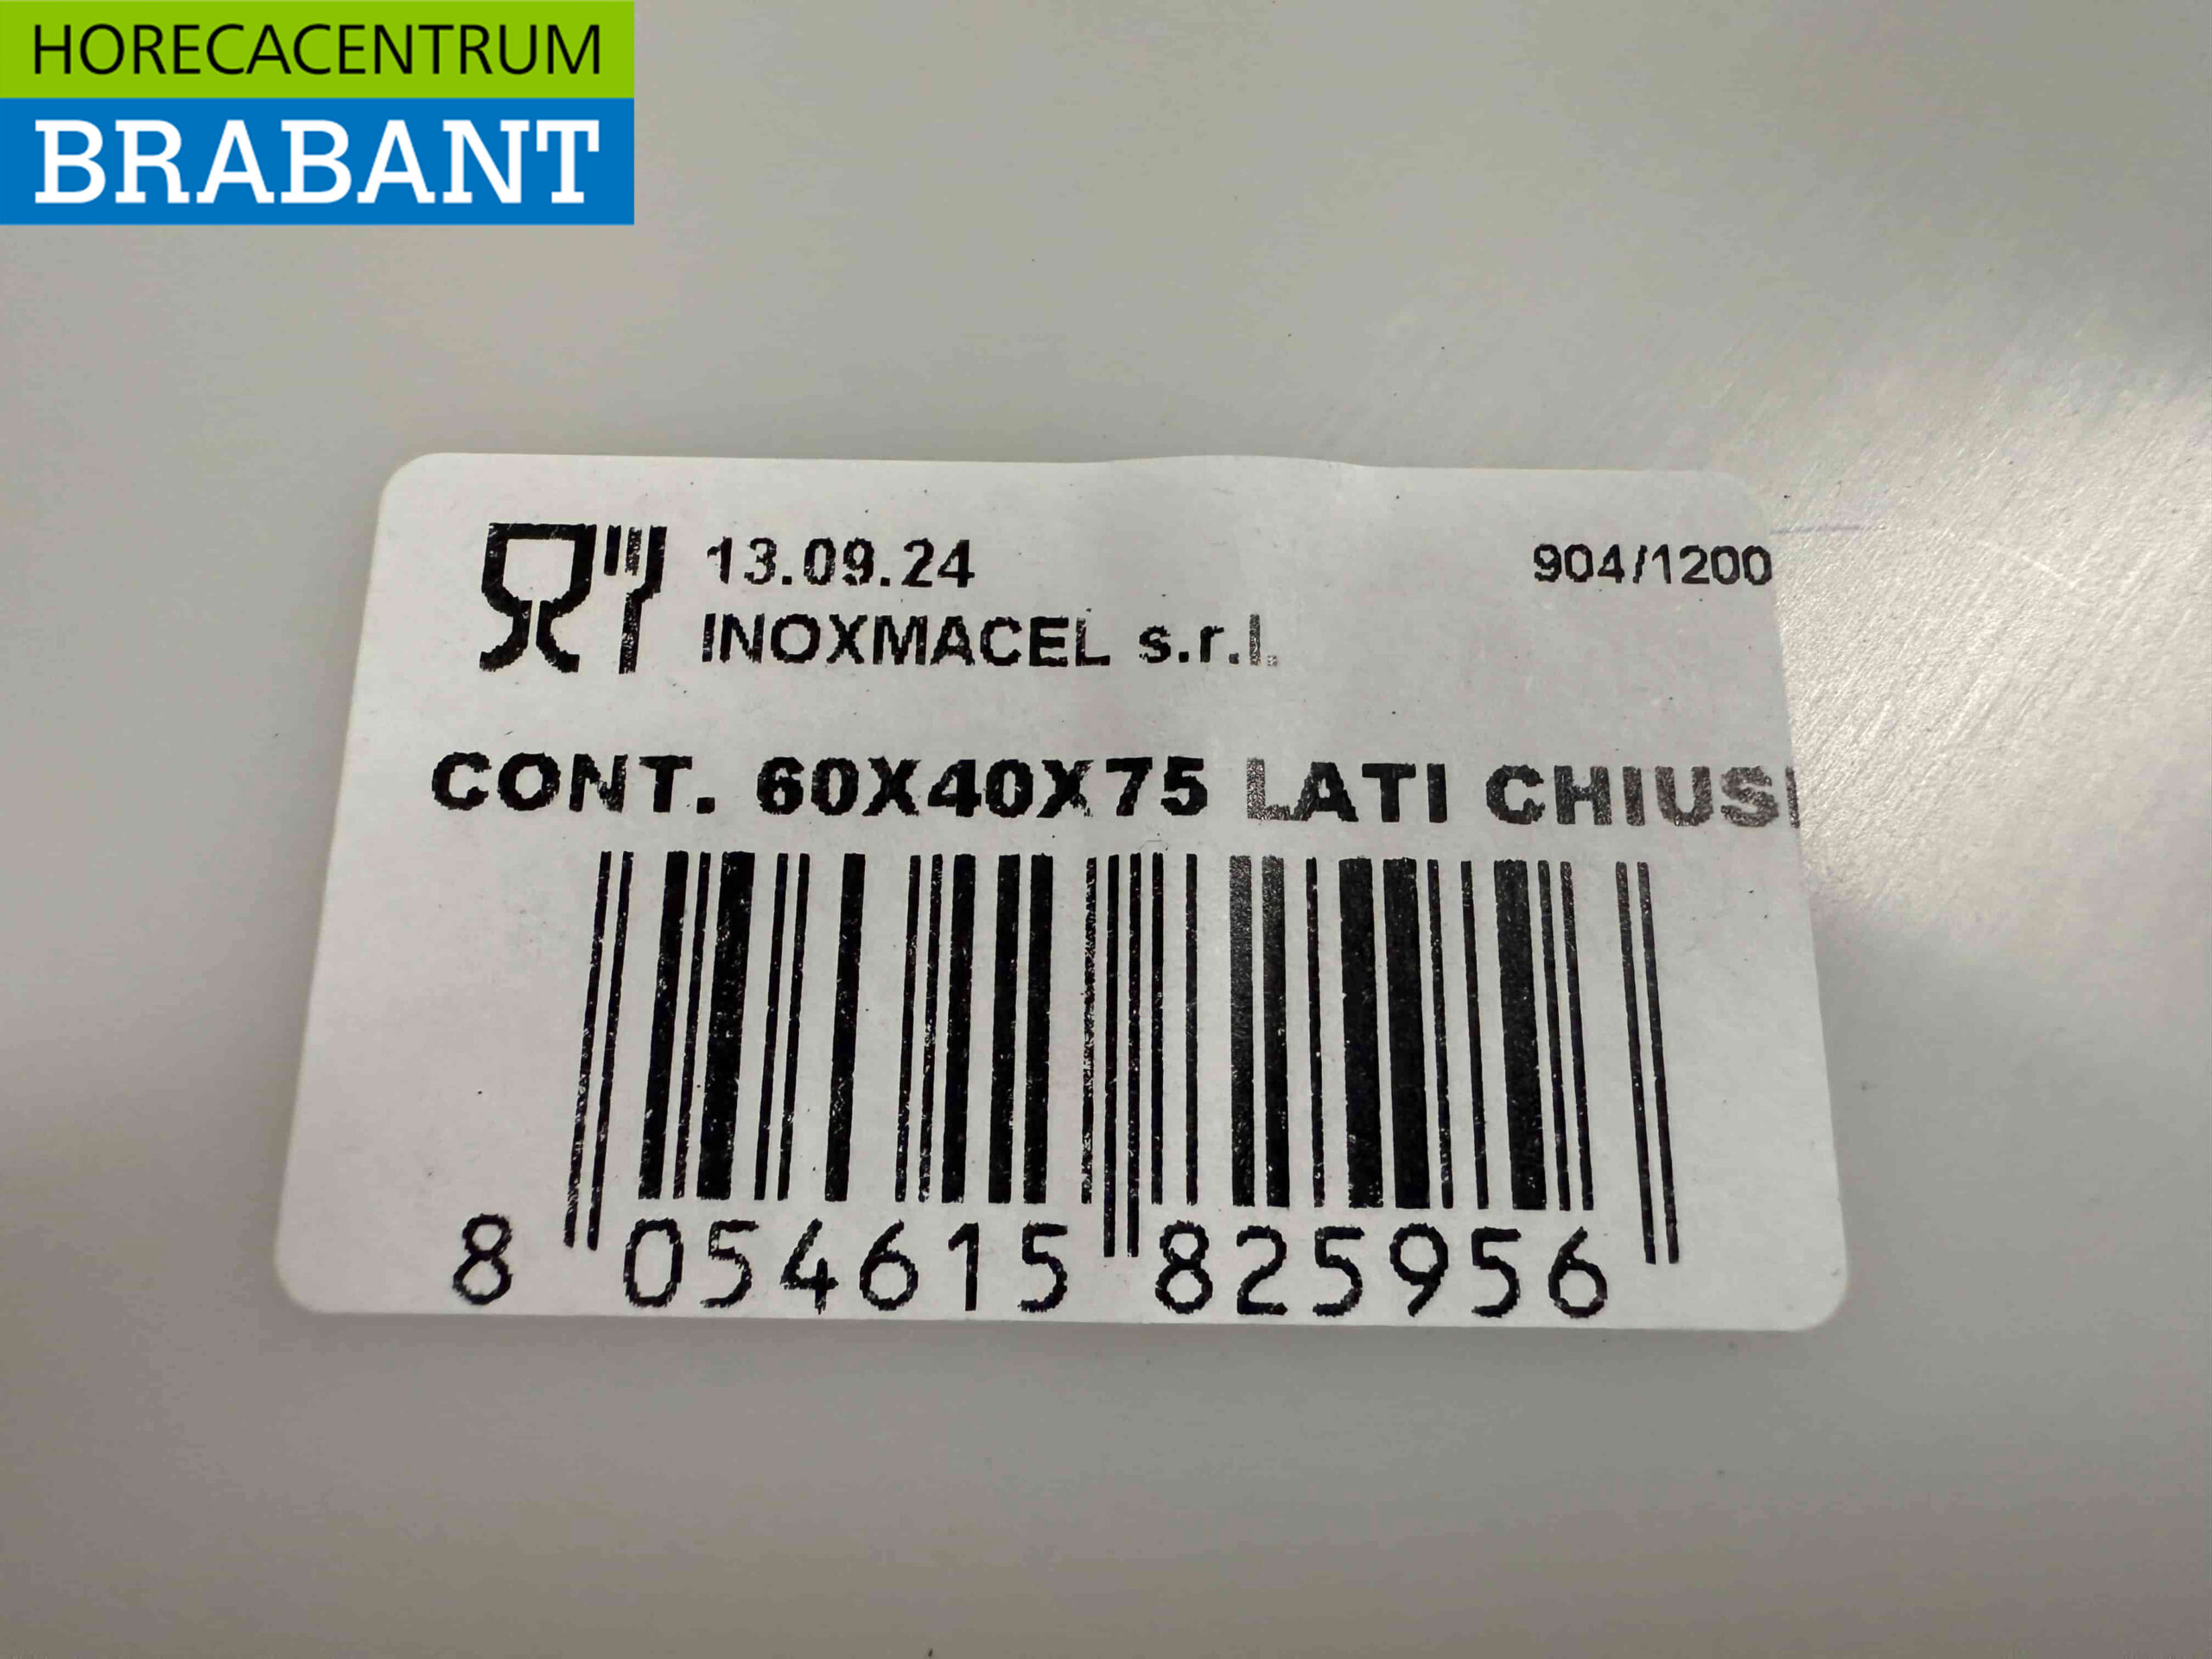 HORECACENTRUM
BRABANT
13.09.24 904/1200
INOXMACEL s.r.l.
CONT. 60X40X75 LATI CHIUSI
8 054615 825956